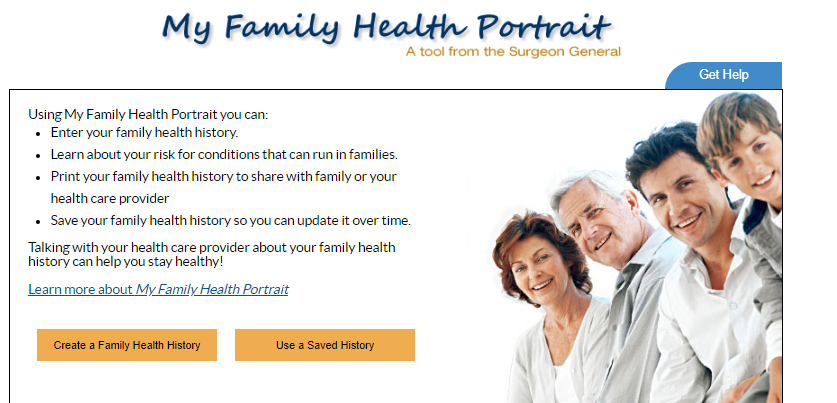 My Family Health Portrait
A tool from the Surgeon General
Get Help
Using My Family Health Portrait you can:
• Enter your family health history.
• Learn about your risk for conditions that can run in families.
• Print your family health history to share with family or your
health care provider
• Save your family health history so you can update it over time.
Talking with your health care provider about your family health
history can help you stay healthy!
Learn more about My Family Health Portrait
Create a Family Health History
Use a Saved History